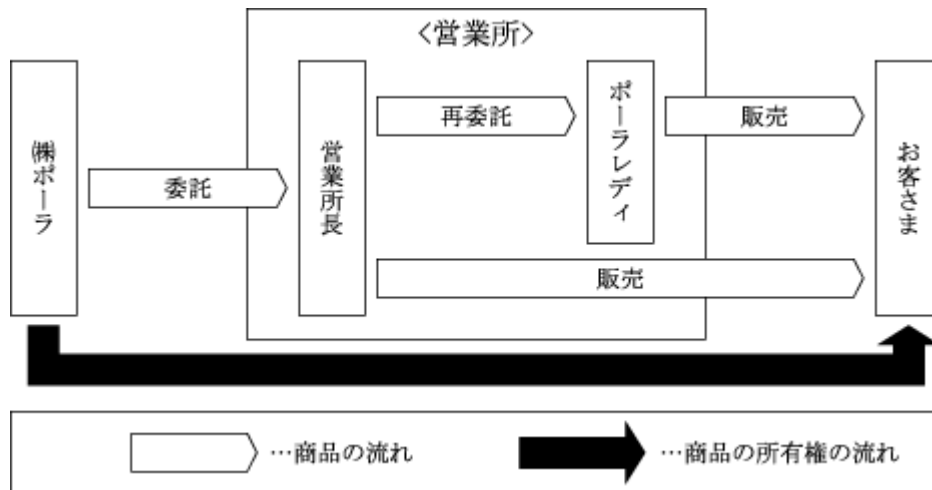 <営業所>
㈱ポーラ
委託
営業所長
再委託
ポーラレディ
販売
販売
お客さま
…商品の流れ
…商品の所有権の流れ